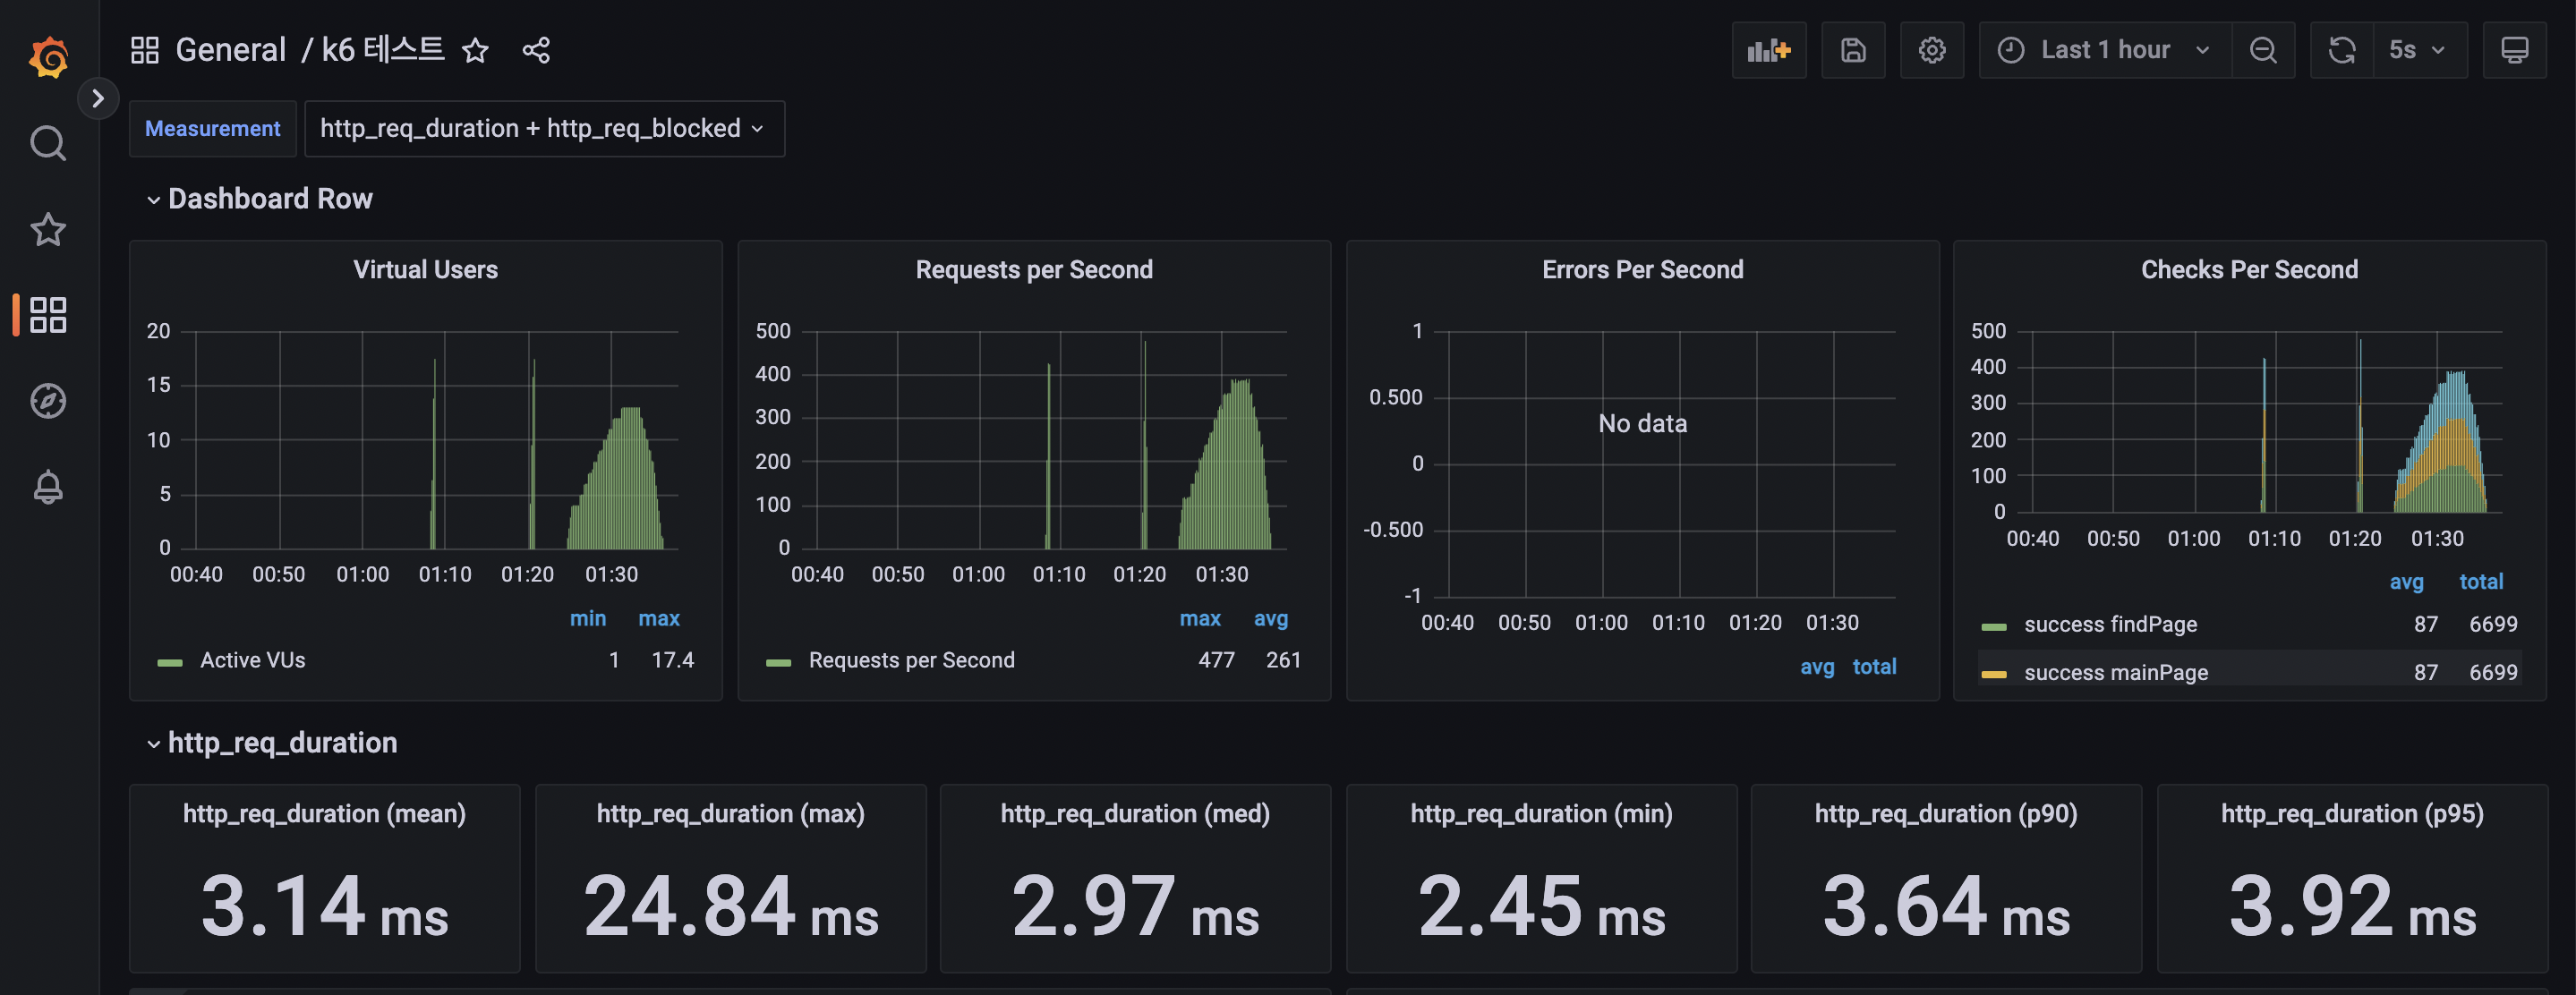 General / k6 테스트
Last 1 hour
5s
Measurement
http_req_duration + http_req_blocked
Dashboard Row
Virtual Users
20
15
10
5
0
00:40 00:50 01:00 01:10 01:20 01:30
min max
Active VUs 1 17.4
Requests per Second
500
400
300
200
100
0
00:40 00:50 01:00 01:10 01:20 01:30
max avg
Requests per Second 477 261
Errors Per Second
1
0.500
0
-0.500
-1
No data
00:40 00:50 01:00 01:10 01:20 01:30
avg total
Checks Per Second
500
400
300
200
100
0
00:40 00:50 01:00 01:10 01:20 01:30
avg total
success findPage 87 6699
success mainPage 87 6699
http_req_duration
http_req_duration (mean)
3.14 ms
http_req_duration (max)
24.84 ms
http_req_duration (med)
2.97 ms
http_req_duration (min)
2.45 ms
http_req_duration (p90)
3.64 ms
http_req_duration (p95)
3.92 ms